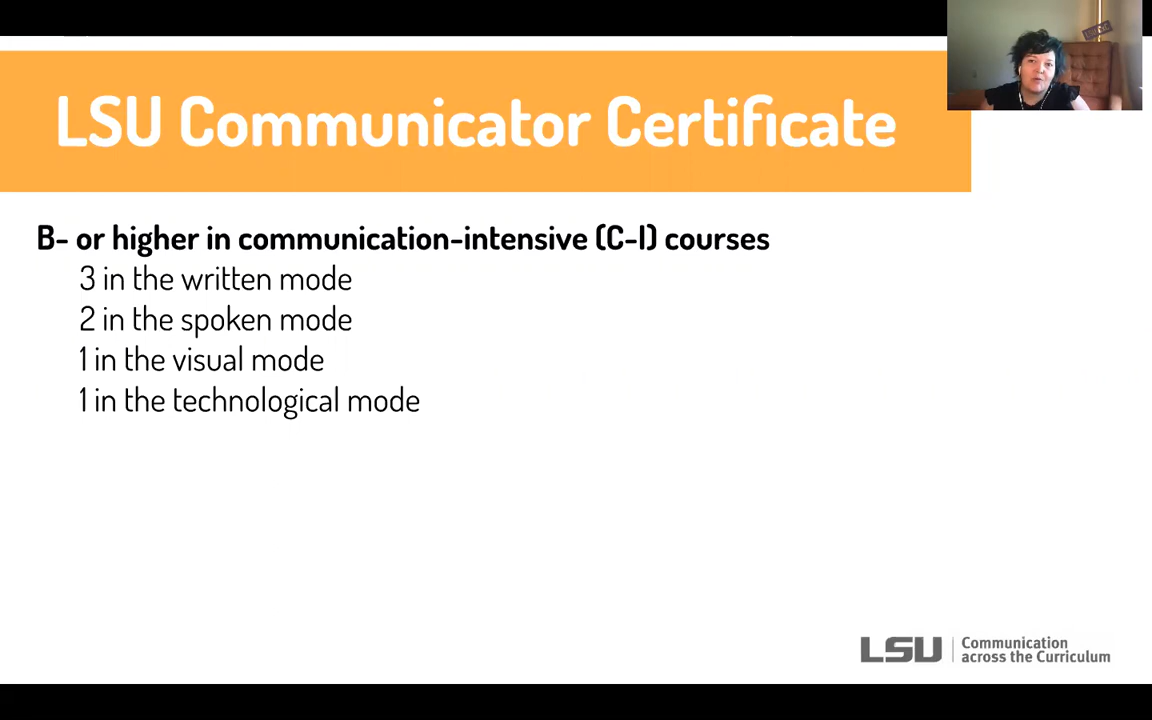 LSU Communicator Certificate
B- or higher in communication-intensive (C-I) courses
3 in the written mode
2 in the spoken mode
1 in the visual mode
1 in the technological mode
LSU
Communication
across the Curriculum